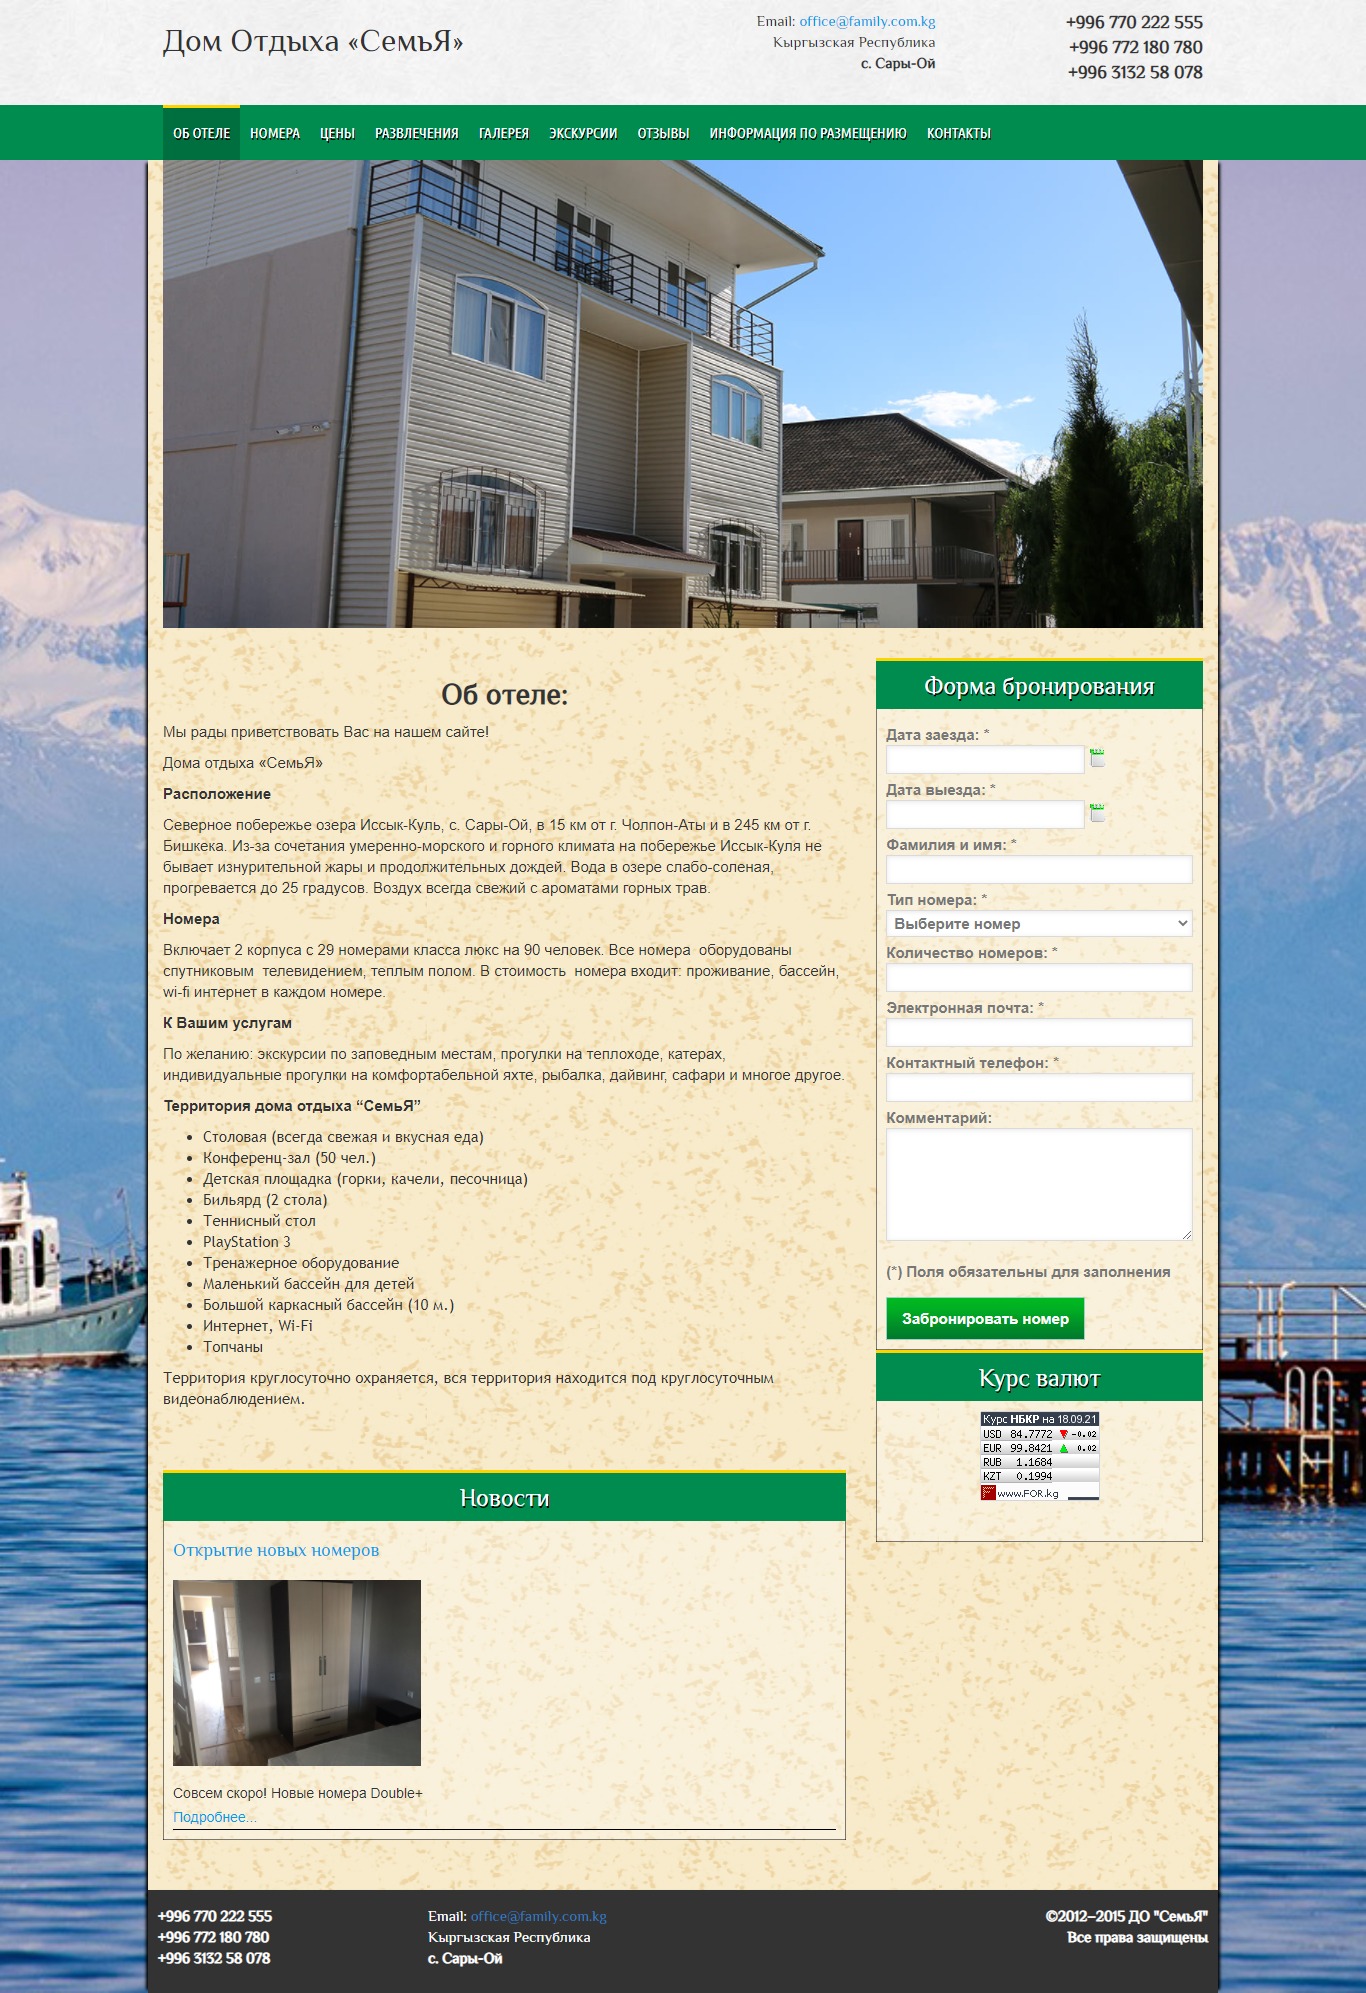 Дом Отдыха «СемьЯ»
Email: office@family.com.kg
Кыргызская Республика
с. Сары-Ой
+996 770 222 555
+996 772 180 780
+996 3132 58 078
ОБ ОТЕЛЕ НОМЕРА ЦЕНЫ РАЗВЛЕЧЕНИЯ ГАЛЕРЕЯ ЭКСКУРСИИ ОТЗЫВЫ ИНФОРМАЦИЯ ПО РАЗМЕЩЕНИЮ КОНТАКТЫ
Об отеле:
Мы рады приветствовать Вас на нашем сайте!
Дома отдыха «СемьЯ»
Расположение
Северное побережье озера Иссык-Куль, с. Сары-Ой, в 15 км от г. Чолпон-Аты и в 245 км от г.
Бишкека. Из-за сочетания умеренно-морского и горного климата на побережье Иссык-Куля не
бывает изнурительной жары и продолжительных дождей. Вода в озере слабо-соленая,
прогревается до 25 градусов. Воздух всегда свежий с ароматами горных трав.
Номера
Включает 2 корпуса с 29 номерами класса люкс на 90 человек. Все номера оборудованы
спутниковым телевидением, теплым полом. В стоимость номера входит: проживание, бассейн,
wi-fi интернет в каждом номере.
К Вашим услугам
По желанию: экскурсии по заповедным местам, прогулки на теплоходе, катерах,
индивидуальные прогулки на комфортабельной яхте, рыбалка, дайвинг, сафари и многое другое.
Территория дома отдыха “СемьЯ”
• Столовая (всегда свежая и вкусная еда)
• Конференц-зал (50 чел.)
• Детская площадка (горки, качели, песочница)
• Бильярд (2 стола)
• Теннисный стол
• PlayStation 3
• Тренажерное оборудование
• Маленький бассейн для детей
• Большой каркасный бассейн (10 м.)
• Интернет, Wi-Fi
• Топчаны
Территория круглосуточно охраняется, вся территория находится под круглосуточным
видеонаблюдением.
Форма бронирования
Дата заезда: *
Дата выезда: *
Фамилия и имя: *
Тип номера: *
Выберите номер
Количество номеров: *
Электронная почта: *
Контактный телефон: *
Комментарий:
(*) Поля обязательны для заполнения
Забронировать номер
Курс валют
Курс НБКР на 18.09.21
USD 84.7772 -0.02
EUR 99.8421 0.02
RUB 1.1684
KZT 0.1994
www.FOR.kg
Новости
Открытие новых номеров
Совсем скоро! Новые номера Double+
Подробнее...
+996 770 222 555
+996 772 180 780
+996 3132 58 078
Email: office@family.com.kg
Кыргызская Республика
с. Сары-Ой
©2012–2015 ДО "СемьЯ"
Все права защищены